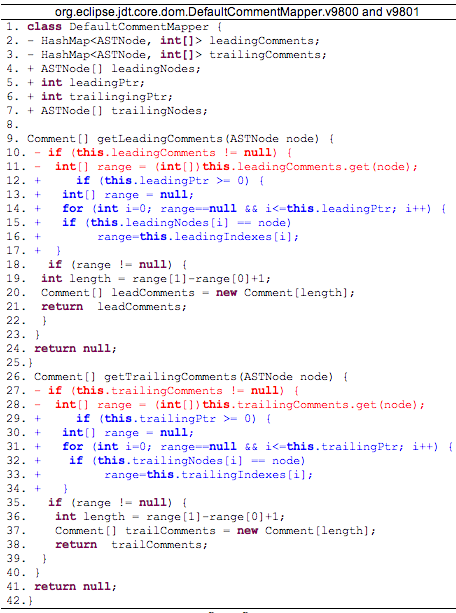 org.eclipse.jdt.core.dom.DefaultCommentMapper.v9800 and v9801
1. class DefaultCommentMapper {
2. - HashMap<ASTNode, int[]> leadingComments;
3. - HashMap<ASTNode, int[]> trailingComments;
4. + ASTNode[] leadingNodes;
5. + int leadingPtr;
6. + int trailingingPtr;
7. + ASTNode[] trailingNodes;
8.
9. Comment[] getLeadingComments(ASTNode node) {
10. - if (this.leadingComments != null) {
11. - int[] range = (int[])this.leadingComments.get(node);
12. + if (this.leadingPtr >= 0) {
13. + int[] range = null;
14. + for (int i=0; range==null && i<=this.leadingPtr; i++) {
15. + if (this.leadingNodes[i] == node)
16. + range=this.leadingIndexes[i];
17. + }
18. if (range != null) {
19. int length = range[1]-range[0]+1;
20. Comment[] leadComments = new Comment[length];
21. return leadComments;
22. }
23. }
24. return null;
25.}
26. Comment[] getTrailingComments(ASTNode node) {
27. - if (this.trailingComments != null) {
28. - int[] range = (int[])this.trailingComments.get(node);
29. + if (this.trailingPtr >= 0) {
30. + int[] range = null;
31. + for (int i=0; range==null && i<=this.trailingPtr; i++) {
32. + if (this.trailingNodes[i] == node)
33. + range=this.trailingIndexes[i];
34. + }
35. if (range != null) {
36. int length = range[1]-range[0]+1;
37. Comment[] trailComments = new Comment[length];
38. return trailComments;
39. }
40. }
41. return null;
42.}